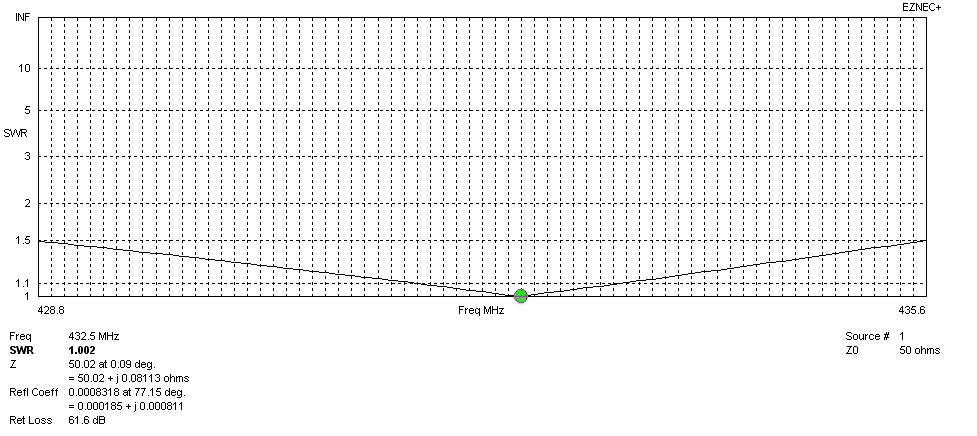 EZNEC+
INF
10
5
SWR
3
2
1.5
1.1
1
428.8 Freq MHz 435.6
Freq 432.5 MHz Source # 1
SWR 1.002 Z0 50 ohms
Z 50.02 at 0.09 deg.
= 50.02 + j 0.08113 ohms
Refl Coeff 0.0008318 at 77.15 deg.
= 0.000185 + j 0.000811
Ret Loss 61.6 dB